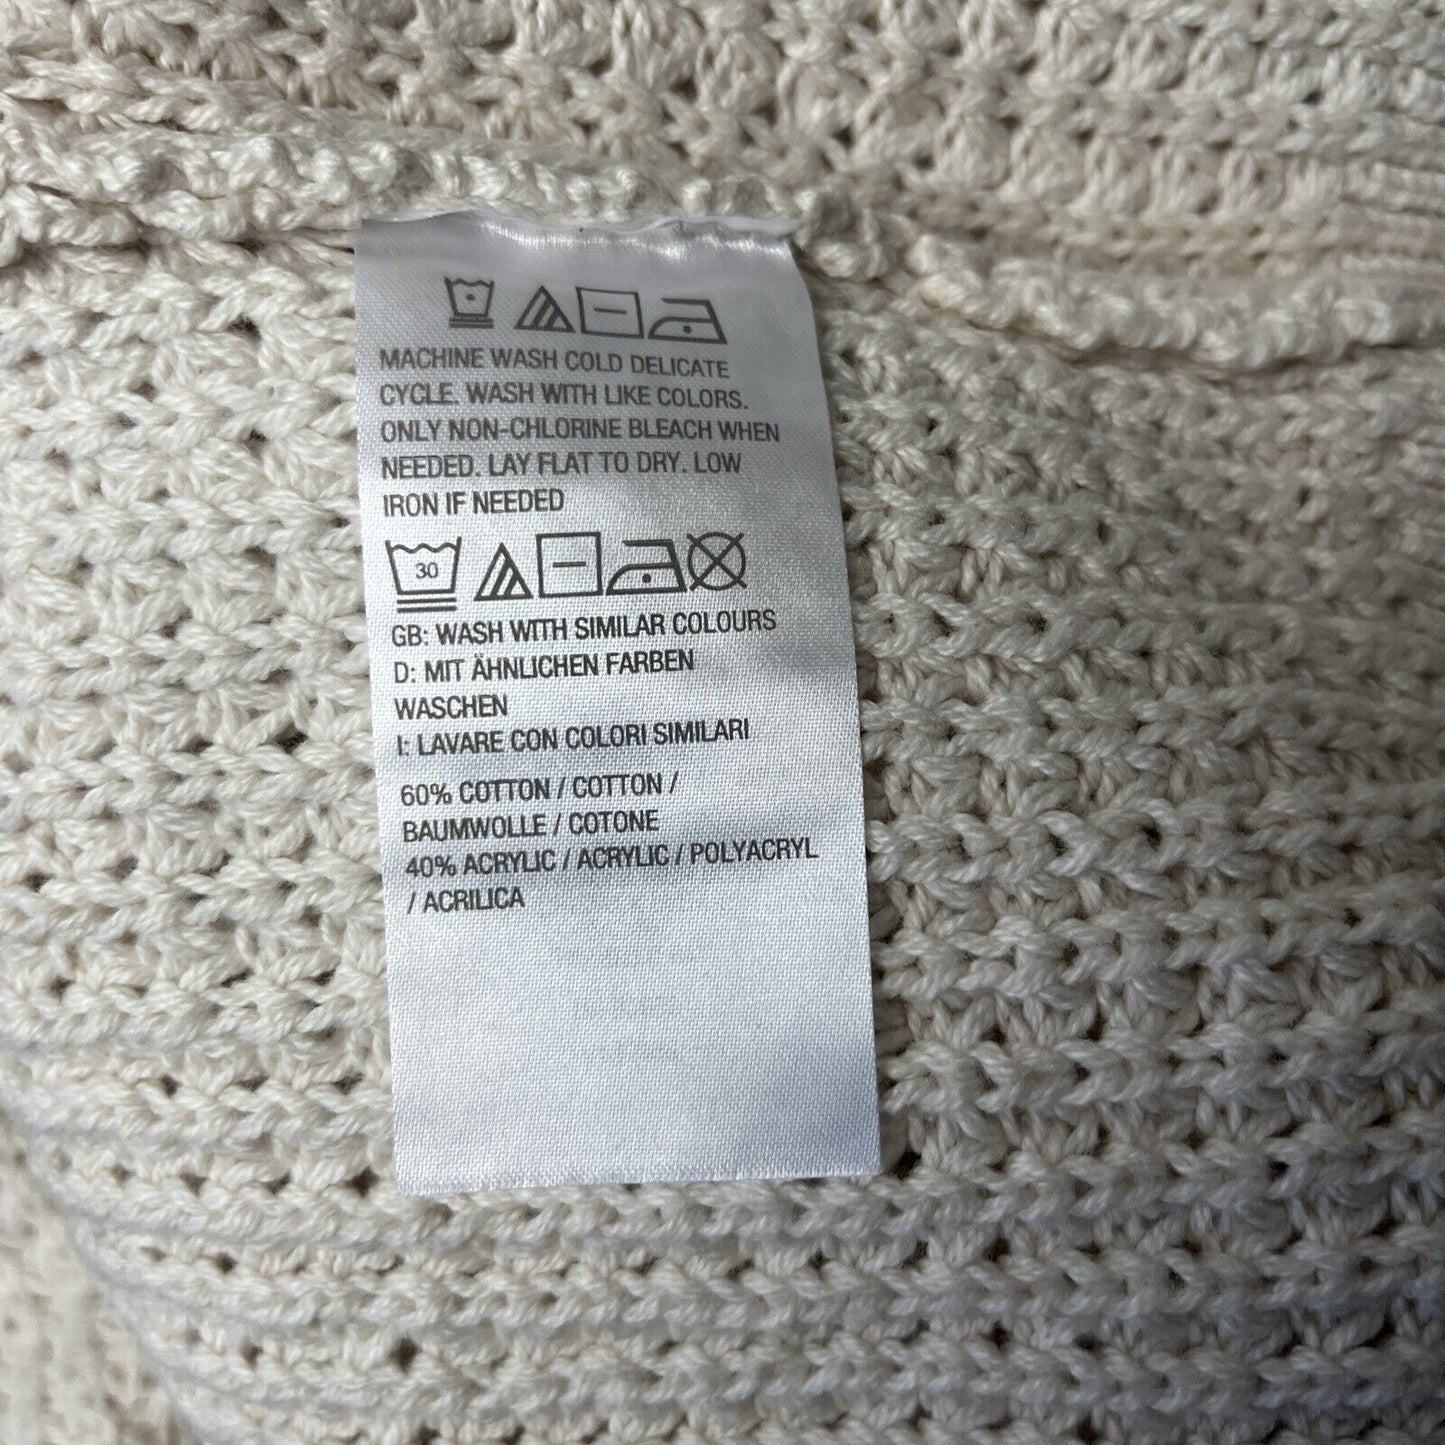 MACHINE WASH COLD DELICATE
CYCLE. WASH WITH LIKE COLORS.
ONLY NON-CHLORINE BLEACH WHEN
NEEDED. LAY FLAT TO DRY. LOW
IRON IF NEEDED
30
GB: WASH WITH SIMILAR COLOURS
D: MIT ÄHNLICHEN FARBEN
WASCHEN
I: LAVARE CON COLORI SIMILARI
60% COTTON / COTTON /
BAUMWOLLE / COTONE
40% ACRYLIC / ACRYLIC / POLYACRYL
/ ACRILICA